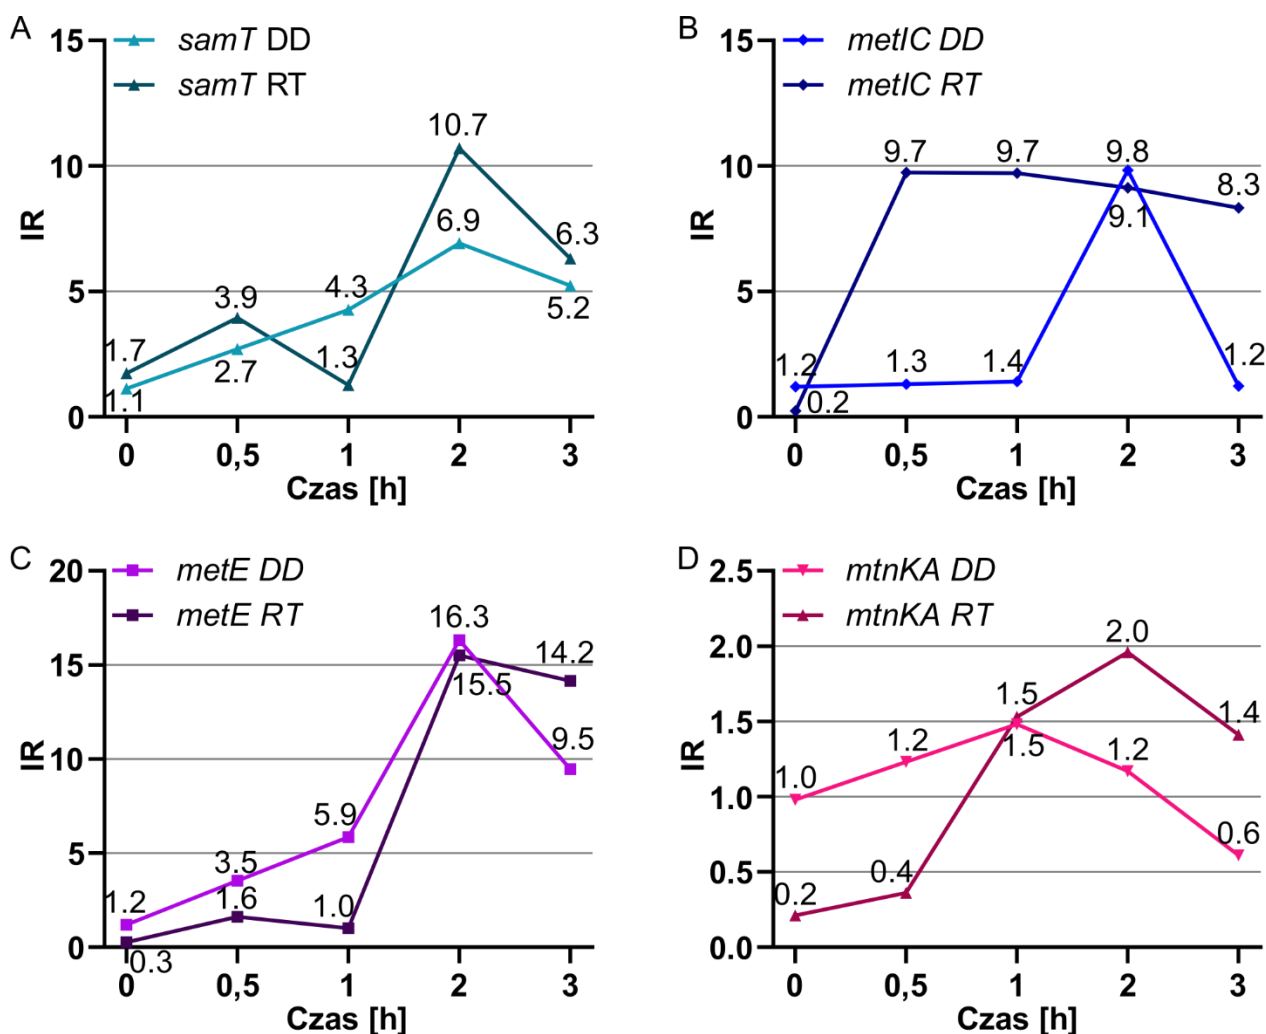 A
samT DD
samT RT
15
10
5
0
IR
10.7
6.9
6.3
5.2
4.3
3.9
2.7
1.7
1.3
1.1
0 0,5 1 2 3
Czas [h]
B
metIC DD
metIC RT
15
10
5
0
IR
9.7 9.7 9.8
9.1
8.3
1.2 1.3 1.4 1.2
0.2
0 0,5 1 2 3
Czas [h]
C
metE DD
metE RT
20
15
10
5
0
IR
16.3
15.5
14.2
9.5
5.9
3.5
1.6
1.2
1.0
0.3
0 0,5 1 2 3
Czas [h]
D
mtnKA DD
mtnKA RT
2.5
2.0
1.5
1.0
0.5
0.0
IR
2.0
1.5
1.5
1.4
1.2 1.2
1.0
0.6
0.4
0.2
0 0,5 1 2 3
Czas [h]